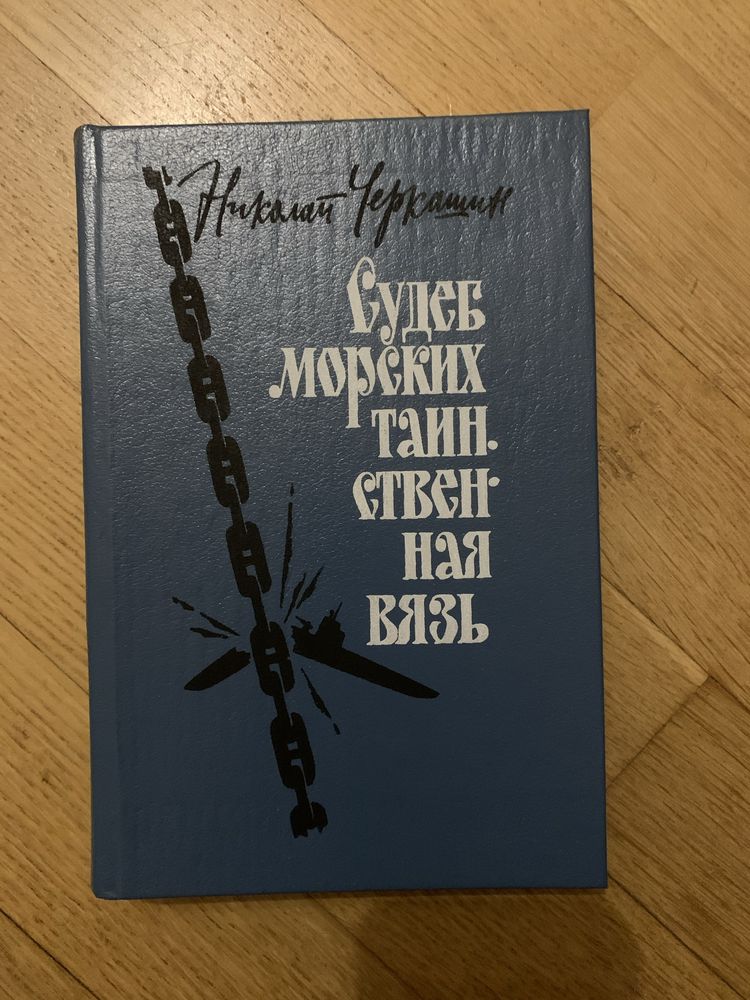 Николай Черкашин
Судеб
морских
таин-
ствен-
ная
вязь